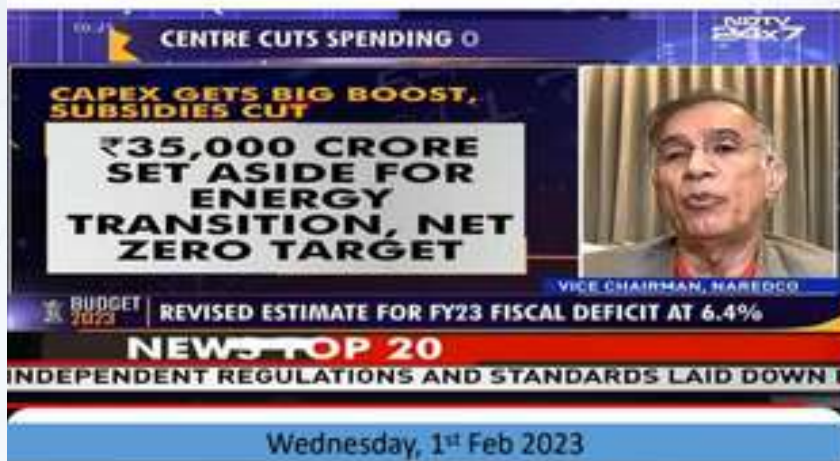 CENTRE CUTS SPENDING O
NDTV
24x7
CAPEX GETS BIG BOOST,
SUBSIDIES CUT
₹35,000 CRORE
SET ASIDE FOR
ENERGY
TRANSITION, NET
ZERO TARGET
VICE CHAIRMAN, NAREDCO
BUDGET
2023
REVISED ESTIMATE FOR FY23 FISCAL DEFICIT AT 6.4%
NEWS TOP 20
INDEPENDENT REGULATIONS AND STANDARDS LAID DOWN
Wednesday, 1st Feb 2023